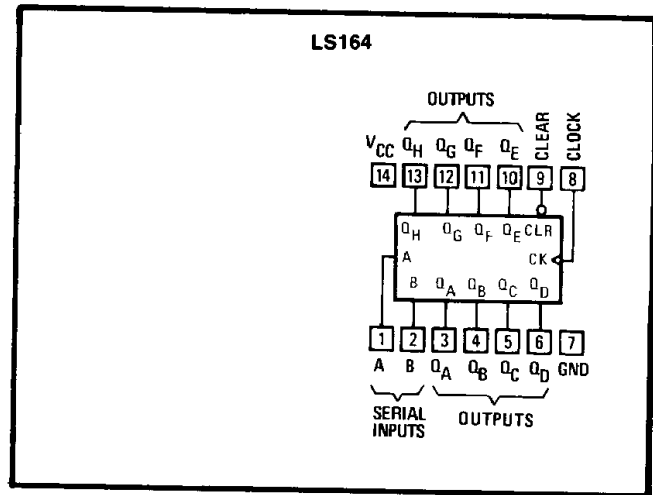 LS164
OUTPUTS
VCC QH QG QF QE CLEAR CLOCK
14 13 12 11 10 9 8
QH QG QF QE CLR
A CK
B QA QB QC QD
1 2 3 4 5 6 7
A B QA QB QC QD GND
SERIAL INPUTS OUTPUTS